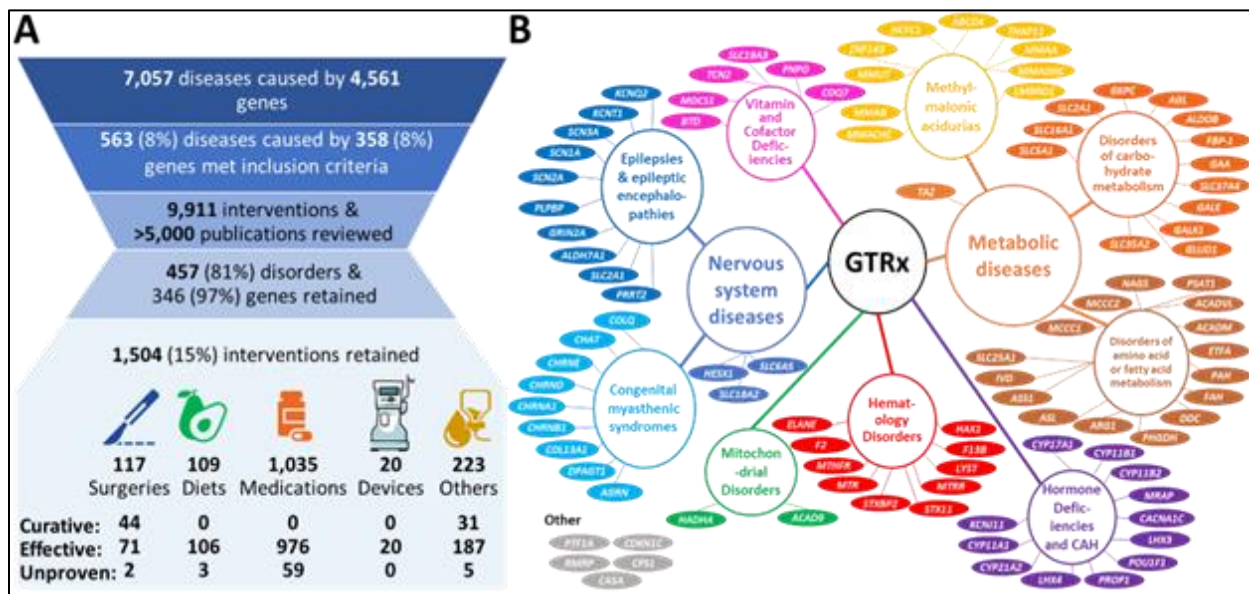 A
7,057 diseases caused by 4,561
genes
563 (8%) diseases caused by 358 (8%)
genes met inclusion criteria
9,911 interventions &
>5,000 publications reviewed
457 (81%) disorders &
346 (97%) genes retained
1,504 (15%) interventions retained
117 109 1,035 20 223
Surgeries Diets Medications Devices Others
Curative: 44 0 0 0 31
Effective: 71 106 976 20 187
Unproven: 2 3 59 0 5
B
GTRx
Nervous
system
diseases
Epilepsies
& epileptic
encephalo-
pathies
KCNQ2
KCNT1
SCN3A
SCN1A
SCN2A
PLPBP
GRIN2A
ALDH7A1
SLC2A1
PRRT2
Congenital
myasthenic
syndromes
COLQ
CHAT
CHRNE
CHRND
CHRNA1
CHRNB1
COL13A1
DPAGT1
AGRN
HESX1
SLC6A5
SLC18A2
Vitamin
and
Cofactor
Defic-
iencies
SLC19A3
TCN2
MOCS1
BTD
PNPO
COQ7
Methyl-
malonic
acidurias
HCFC1
ABCD4
THAP11
ZNF143
MMAA
MMUT
MMADHC
LMBRD1
MMAB
MMACHC
Metabolic
diseases
TAZ
Disorders
of carbo-
hydrate
metabolism
G6PC
SLC2A1
AGL
SLC16A1
ALDOB
FBP-1
SLC5A1
GAA
SLC37A4
GALE
GALK1
GLUD1
SLC35A2
Disorders of
amino acid
or fatty acid
metabolism
NAGS
PSAT1
MCCC2
ACADVL
MCCC1
ACADM
ETFA
SLC25A1
PAH
IVD
FAH
ASS1
DDC
ASL
ARG1
PHGDH
Hormone
Defic-
iencies
and CAH
CYP17A1
CYP11B1
CYP11B2
MRAP
CACNA1C
KCNJ11
LHX3
CYP11A1
POU1F1
CYP21A2
PROP1
LHX4
Hemat-
ology
Disorders
ELANE
F2
MTHFR
MTR
STXBP2
STX11
MTRR
LYST
F13B
HAX1
Mitochon
-drial
Disorders
HADHA
ACAD9
Other
PTF1A
CDKN1C
RMRP
CPS1
CA5A